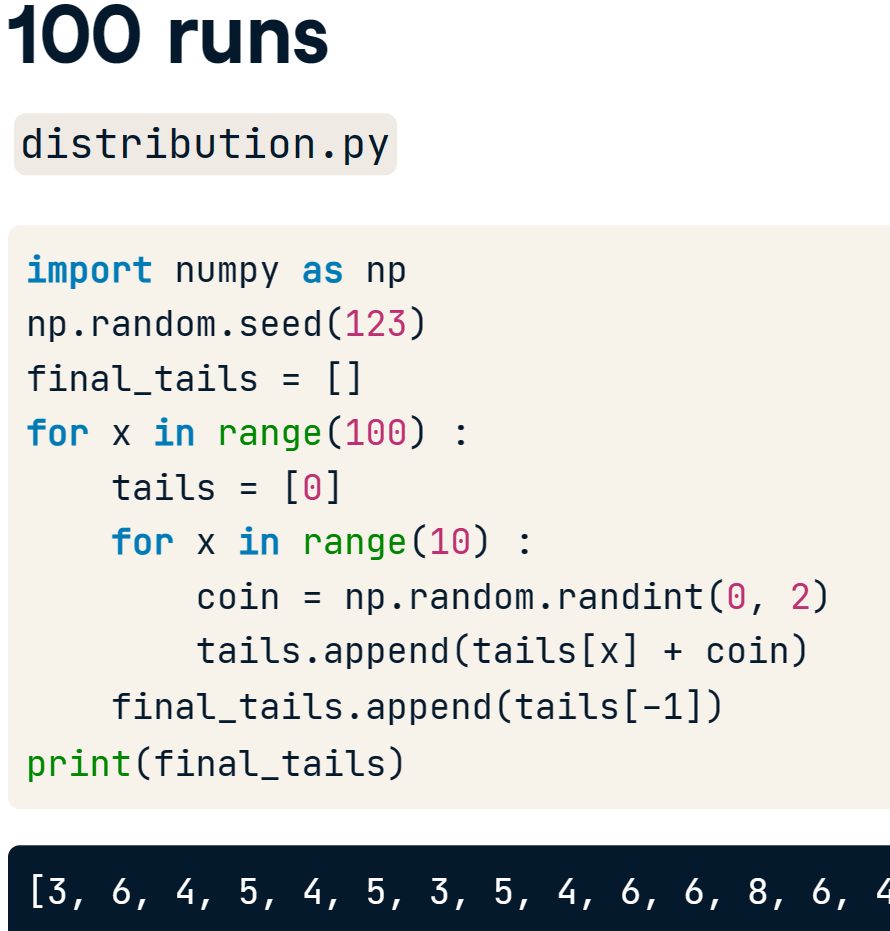 100 runs
distribution.py
import numpy as np
np.random.seed(123)
final_tails = []
for x in range(100) :
    tails = [0]
    for x in range(10) :
        coin = np.random.randint(0, 2)
        tails.append(tails[x] + coin)
    final_tails.append(tails[-1])
print(final_tails)
[3, 6, 4, 5, 4, 5, 3, 5, 4, 6, 6, 8, 6, 4